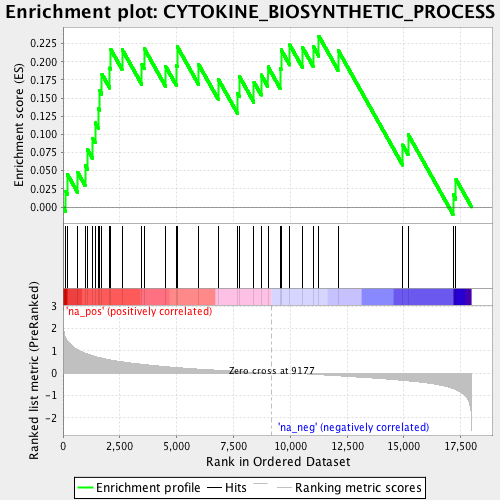 Enrichment plot: CYTOKINE_BIOSYNTHETIC_PROCESS
Enrichment score (ES)
0.225
0.200
0.175
0.150
0.125
0.100
0.075
0.050
0.025
0.000
'na_pos' (positively correlated)
Ranked list metric (PreRanked)
3
2
1
0
-1
-2
Zero cross at 9177
'na_neg' (negatively correlated)
0
2,500
5,000
7,500
10,000
12,500
15,000
17,500
Rank in Ordered Dataset
Enrichment profile
Hits
Ranking metric scores